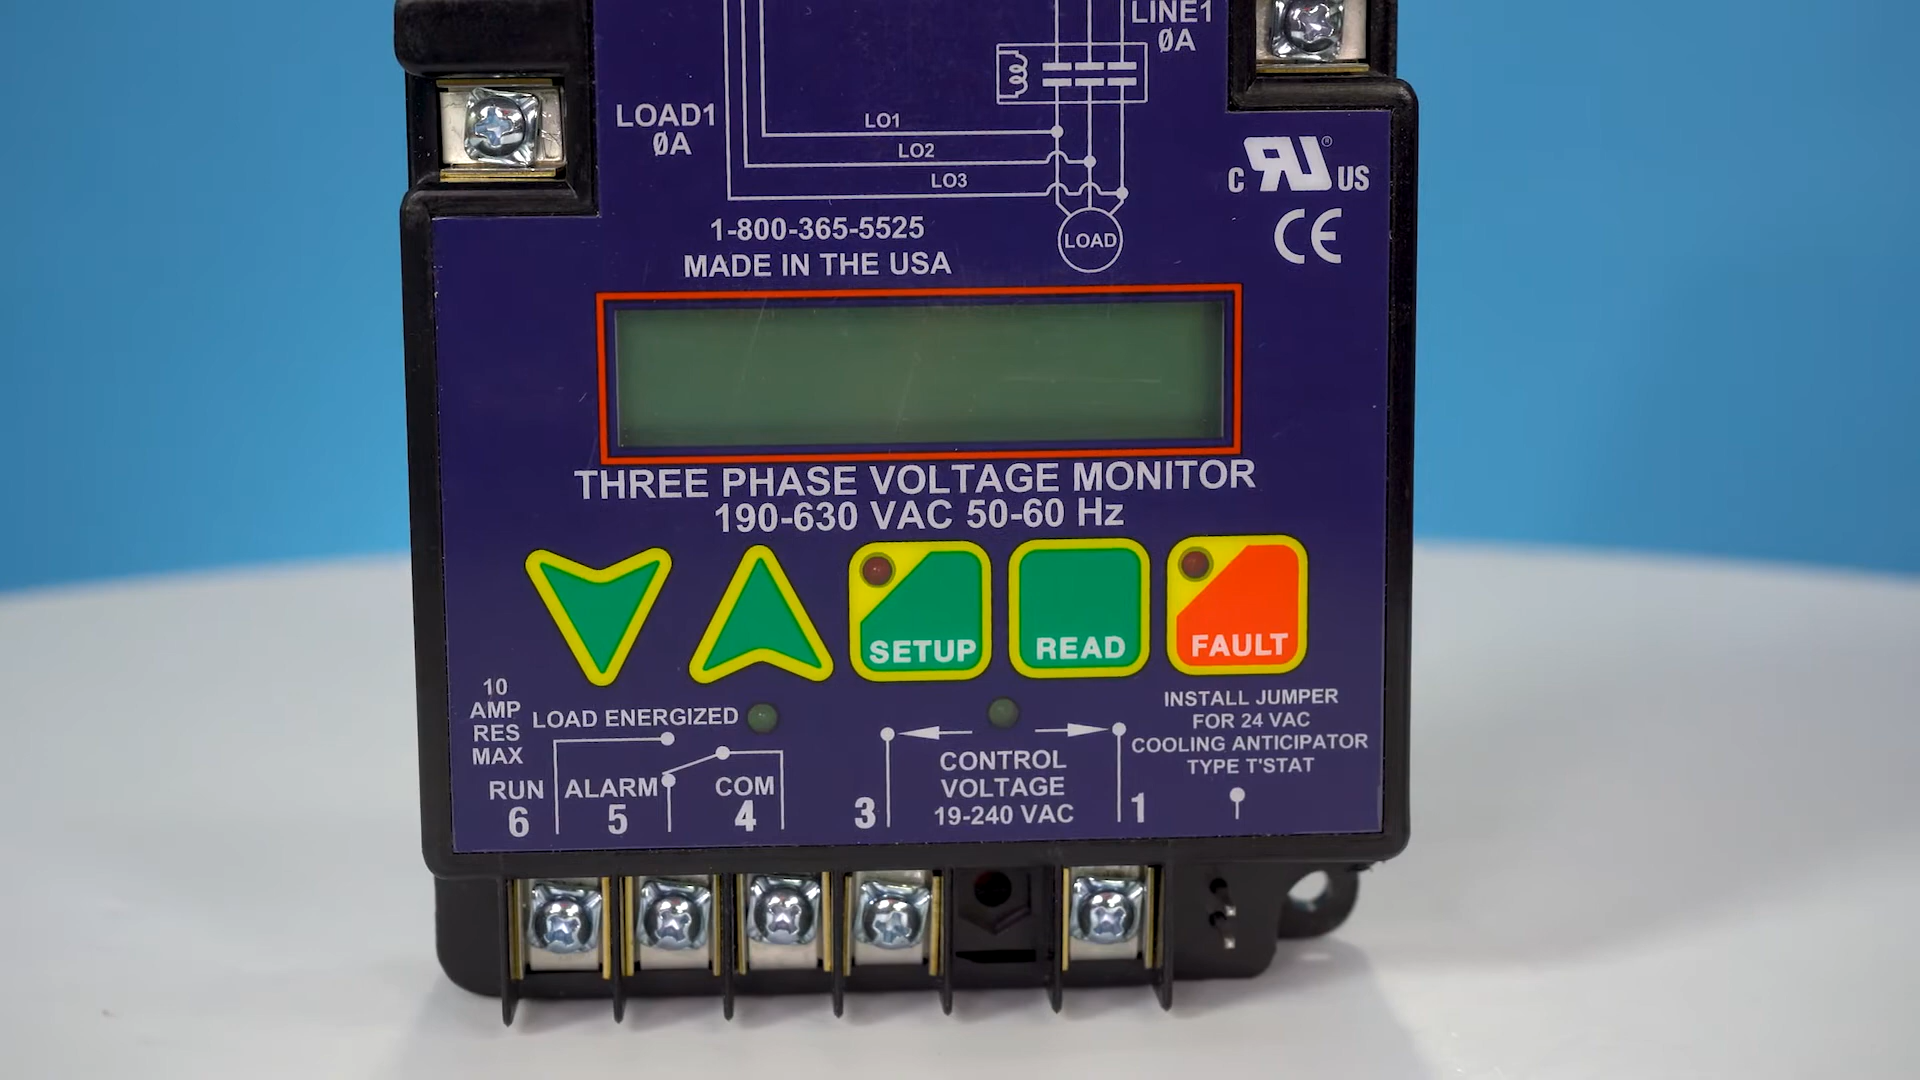 LINE1
ØA
LOAD1
ØA
LO1
LO2
LO3
LOAD
C RU® US
CE
1-800-365-5525
MADE IN THE USA
THREE PHASE VOLTAGE MONITOR
190-630 VAC 50-60 Hz
SETUP
READ
FAULT
10
AMP
RES
MAX
LOAD ENERGIZED
RUN
6
ALARM
5
COM
4
3
CONTROL
VOLTAGE
19-240 VAC
1
INSTALL JUMPER
FOR 24 VAC
COOLING ANTICIPATOR
TYPE T'STAT